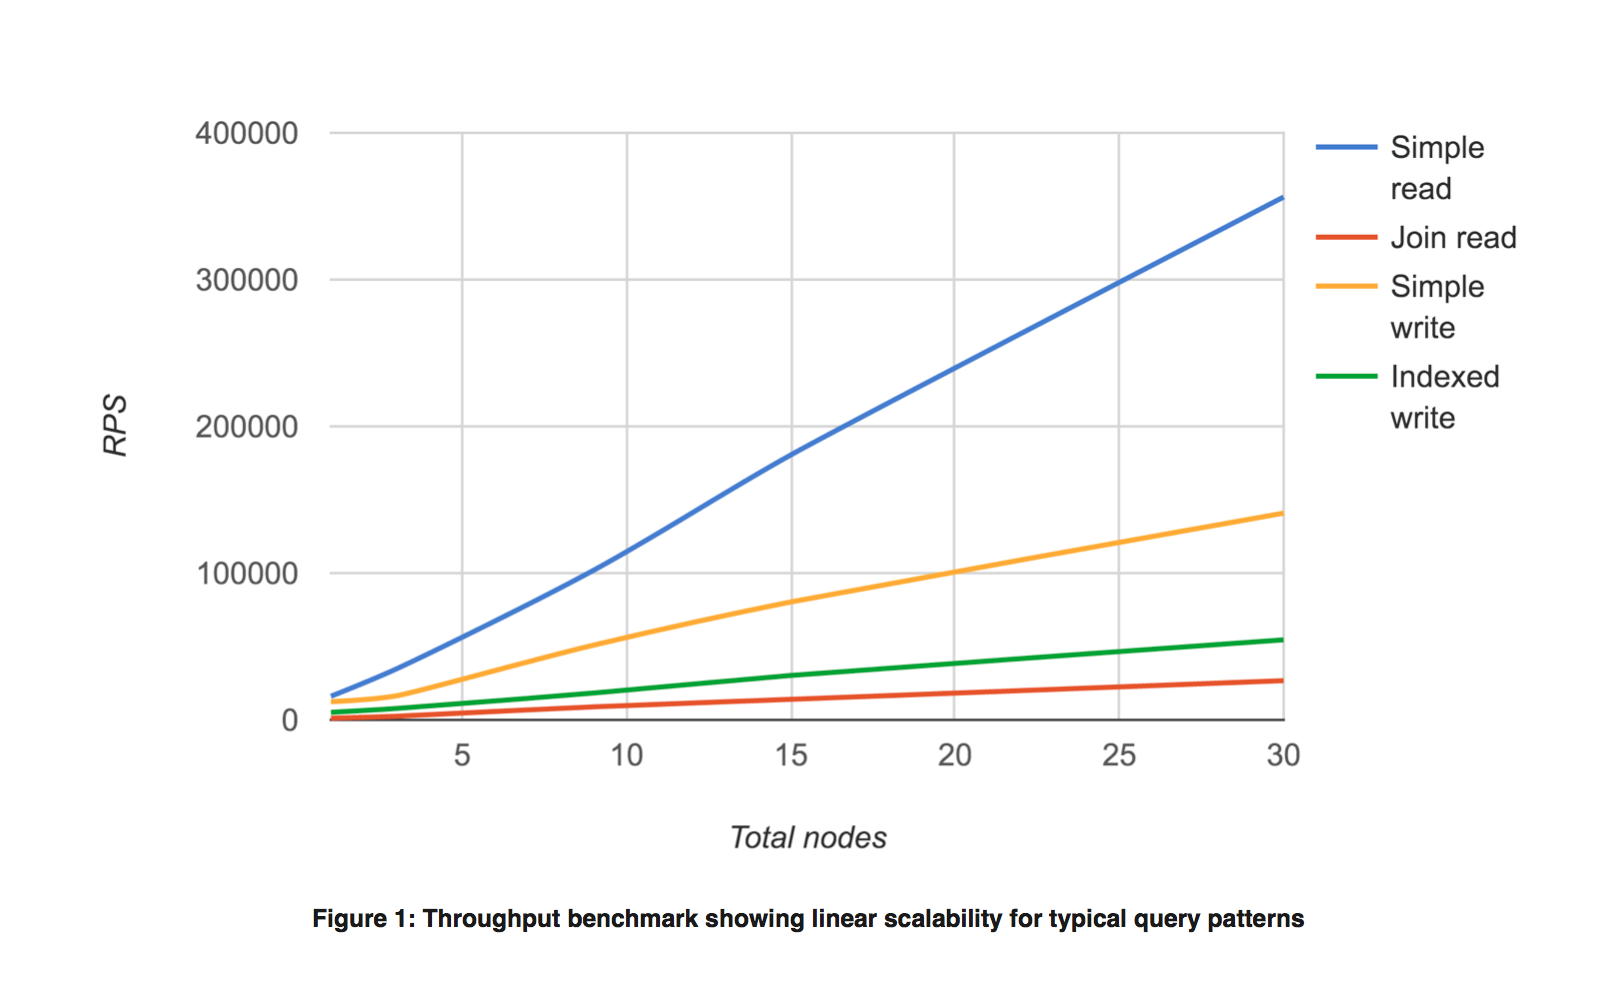 400000
300000
200000
100000
0
RPS
5 10 15 20 25 30
Total nodes
Simple
read
Join read
Simple
write
Indexed
write
Figure 1: Throughput benchmark showing linear scalability for typical query patterns